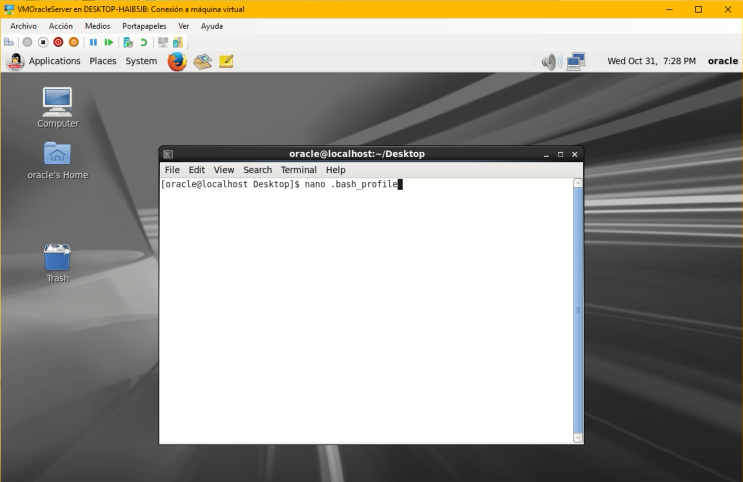 VMOracleServer en DESKTOP-HAIB5JB: Conexión a máquina virtual
Archivo Acción Medios Portapapeles Ver Ayuda
Applications Places System Wed Oct 31, 7:28 PM oracle
Computer
oracle's Home
Trash
oracle@localhost:~/Desktop
File Edit View Search Terminal Help
[oracle@localhost Desktop]$ nano .bash_profile